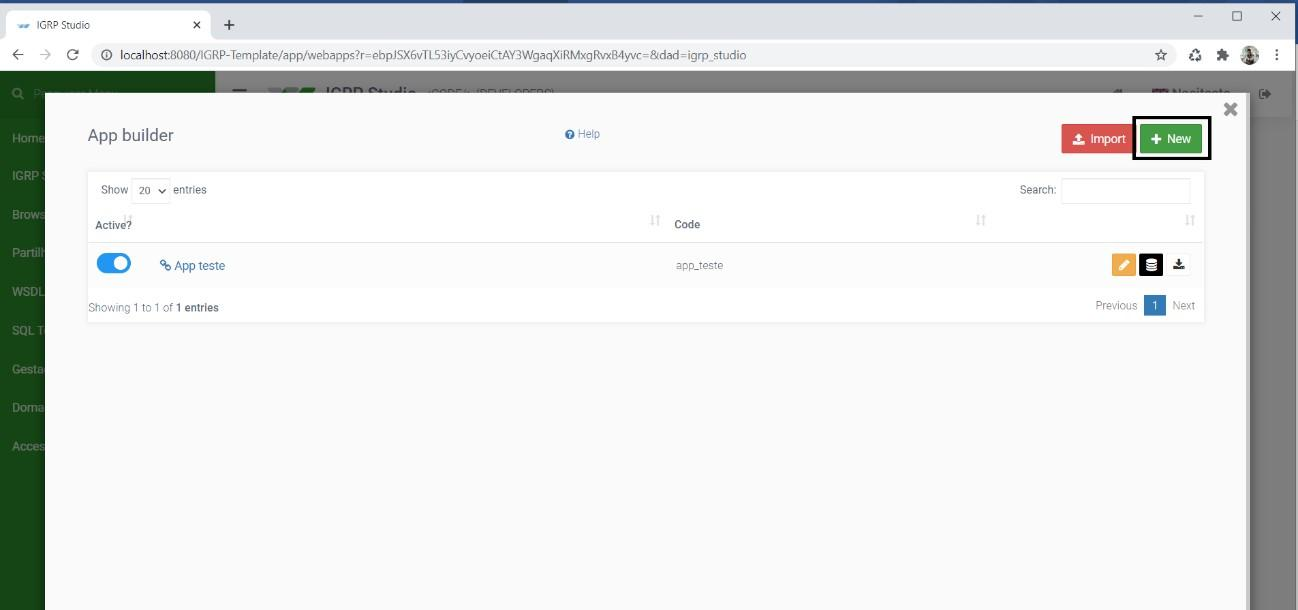 IGRP Studio
localhost:8080/IGRP-Template/app/webapps?r=ebpJSX6vTL53iyCvyoeiCtAY3WgaqXiRMxgRvxB4yvc=&dad=igrp_studio
IGRP Studio
Home
IGRP S
Brows
Partilh
WSDL
SQL T
Gesta
Doma
Acces
App builder
Help
Import
New
Show 20 entries
Search:
Active?
Code
App teste
app_teste
Showing 1 to 1 of 1 entries
Previous 1 Next